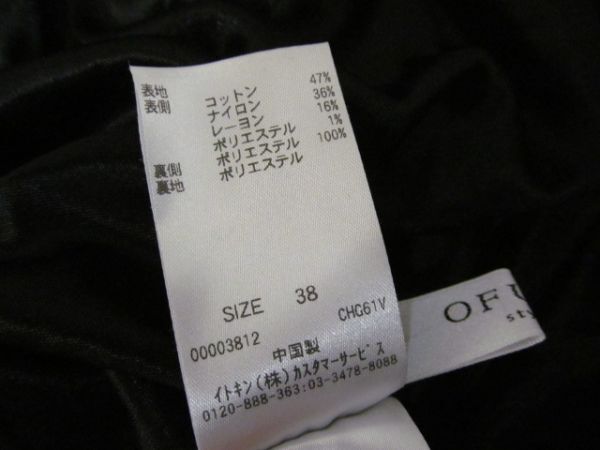 表地 コットン 47%
表側 ナイロン 36%
レーヨン 16%
ポリエステル 1%
裏側 ポリエステル 100%
裏地 ポリエステル
SIZE 38
00003812 CHG61V
中国製
イトキン(株)カスタマーサービス
0120-888-363:03-3478-8088
OFU
sty